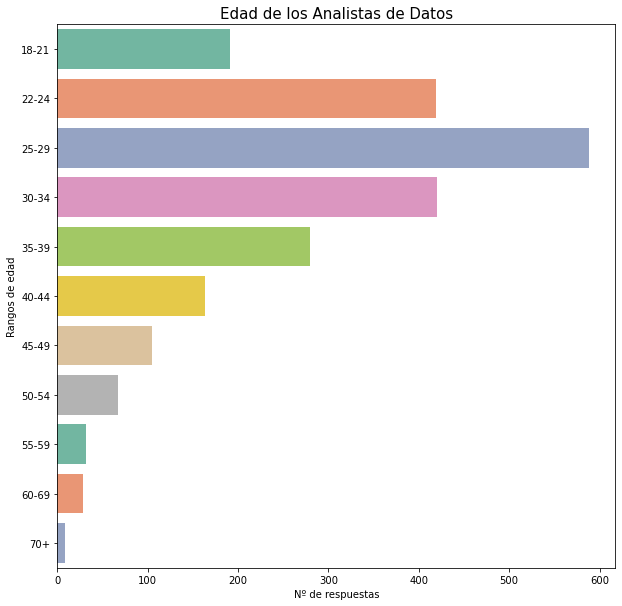 Edad de los Analistas de Datos
Rangos de edad
18-21
22-24
25-29
30-34
35-39
40-44
45-49
50-54
55-59
60-69
70+
0 100 200 300 400 500 600
Nº de respuestas